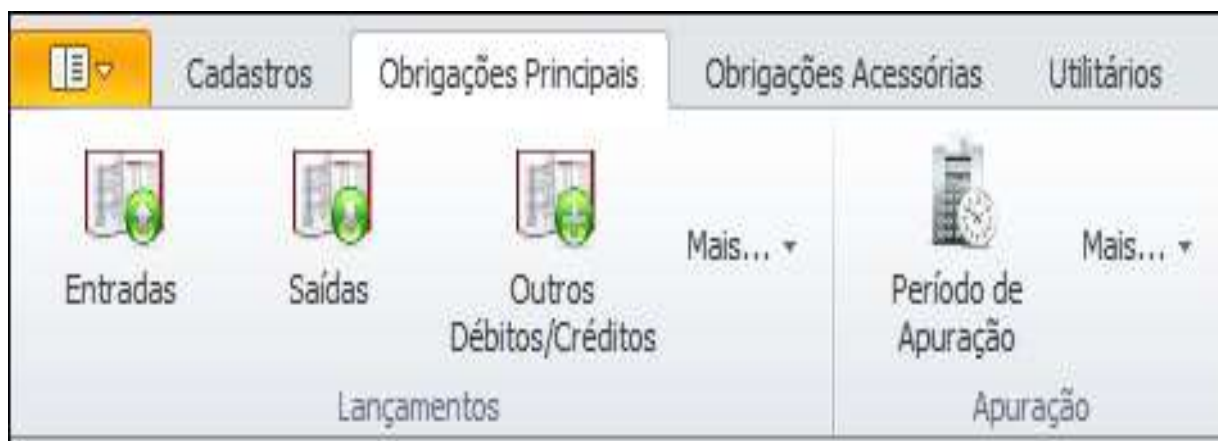 Cadastros
Obrigações Principais
Obrigações Acessórias
Utilitários
Entradas
Saídas
Outros
Débitos/Créditos
Mais...
Período de
Apuração
Mais...
Lançamentos
Apuração